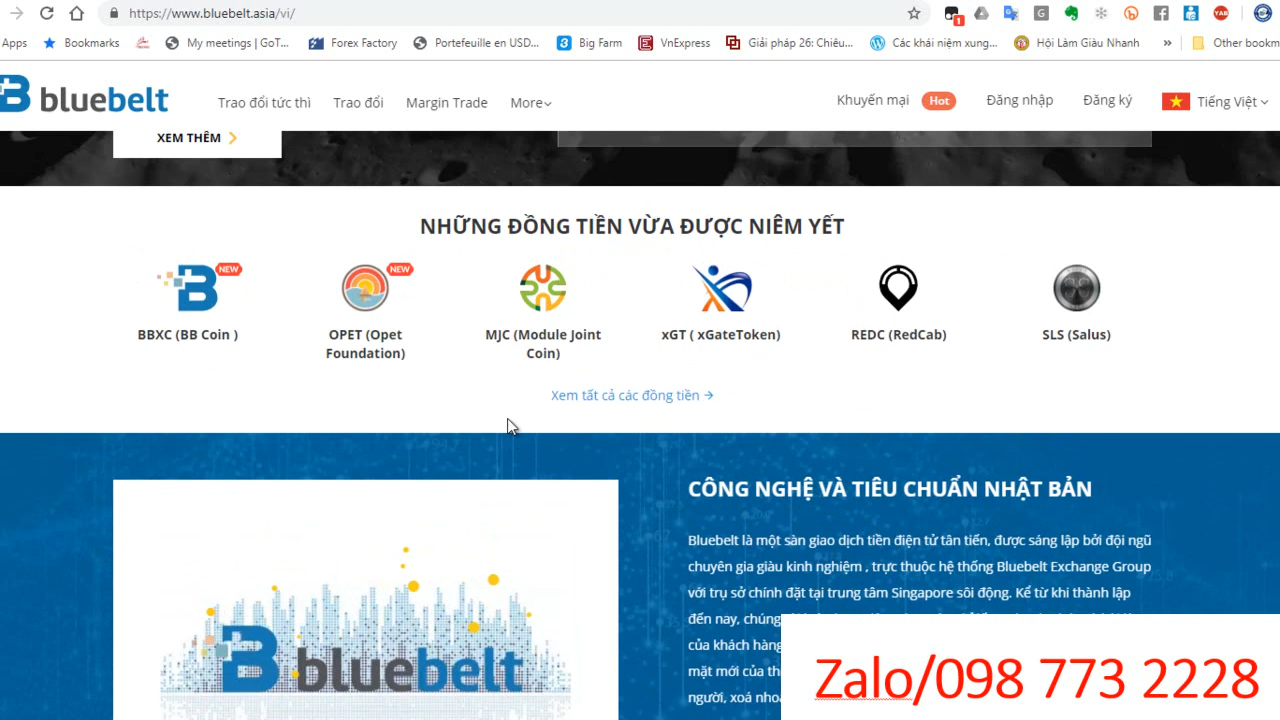 https://www.bluebelt.asia/vi/
1
G
YAB
Apps
Bookmarks
My meetings | GoT...
Forex Factory
Portefeuille en USD...
Big Farm
VnExpress
Giải pháp 26: Chiêu...
Các khái niệm xung...
Hội Làm Giàu Nhanh
»
Other bookm
bluebelt
Trao đổi tức thì
Trao đổi
Margin Trade
More
Khuyến mại
Hot
Đăng nhập
Đăng ký
Tiếng Việt
XEM THÊM
NHỮNG ĐỒNG TIỀN VỪA ĐƯỢC NIÊM YẾT
NEW
NEW
BBXC (BB Coin )
OPET (Opet
Foundation)
MJC (Module Joint
Coin)
xGT ( xGateToken)
REDC (RedCab)
SLS (Salus)
Xem tất cả các đồng tiền →
bluebelt
CÔNG NGHỆ VÀ TIÊU CHUẨN NHẬT BẢN
Bluebelt là một sàn giao dịch tiền điện tử tân tiến, được sáng lập bởi đội ngũ
chuyên gia giàu kinh nghiệm , trực thuộc hệ thống Bluebelt Exchange Group
với trụ sở chính đặt tại trung tâm Singapore sôi động. Kể từ khi thành lập
đến nay, chúng
của khách hàng
mặt mới của th
người, xoá nhoà
Zalo/098 773 2228